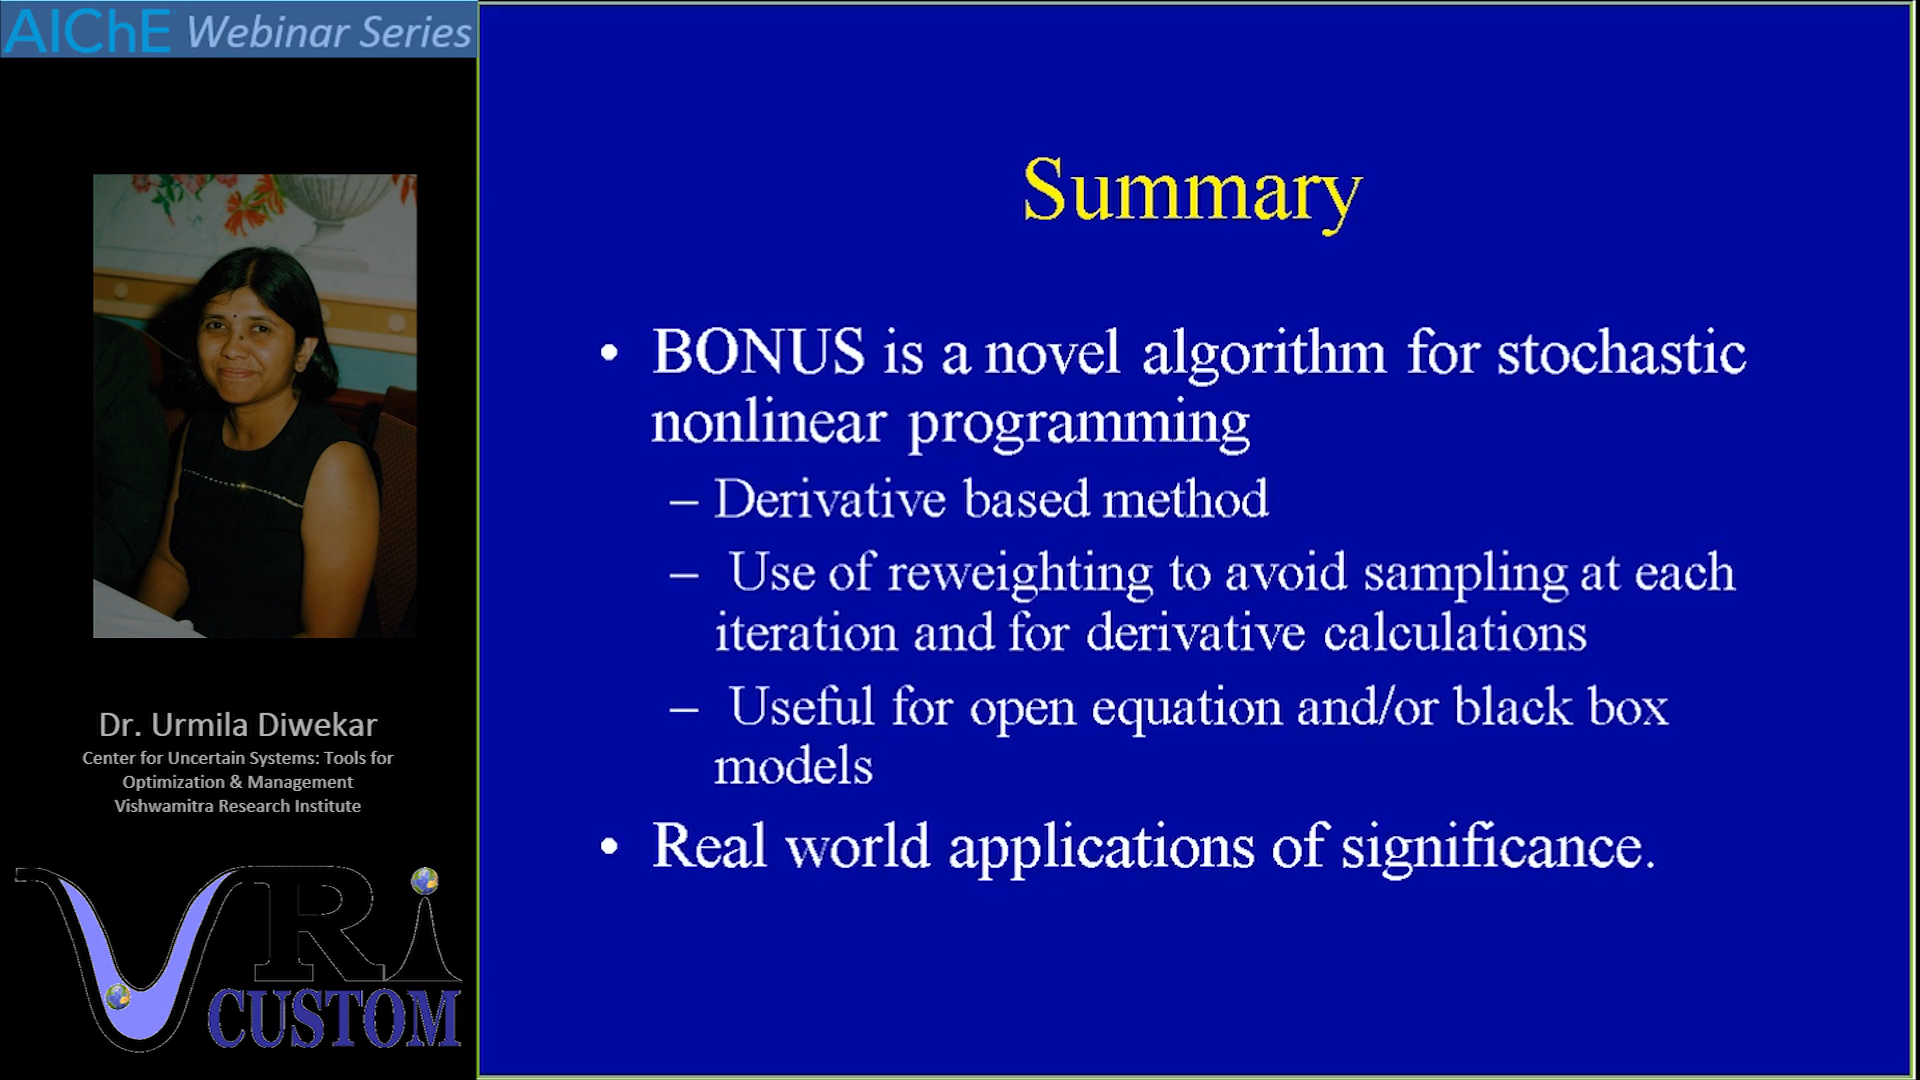 AIChE Webinar Series
Summary
• BONUS is a novel algorithm for stochastic
nonlinear programming
– Derivative based method
– Use of reweighting to avoid sampling at each
iteration and for derivative calculations
– Useful for open equation and/or black box
models
• Real world applications of significance.
Dr. Urmila Diwekar
Center for Uncertain Systems: Tools for
Optimization & Management
Vishwamitra Research Institute
VRi
CUSTOM